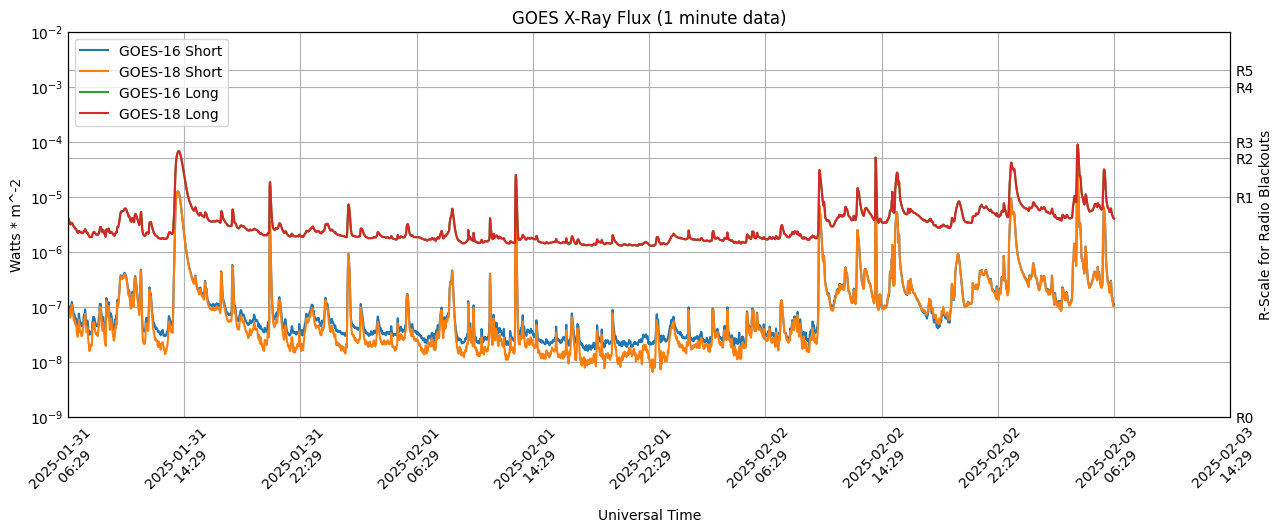 GOES X-Ray Flux (1 minute data)
GOES-16 Short
GOES-18 Short
GOES-16 Long
GOES-18 Long
Watts * m^-2
10^-2
10^-3
10^-4
10^-5
10^-6
10^-7
10^-8
10^-9
R5
R4
R3
R2
R1
R0
R-Scale for Radio Blackouts
2025-01-31
06:29
2025-01-31
14:29
2025-01-31
22:29
2025-02-01
06:29
2025-02-01
14:29
2025-02-01
22:29
2025-02-02
06:29
2025-02-02
14:29
2025-02-02
22:29
2025-02-03
06:29
2025-02-03
14:29
Universal Time